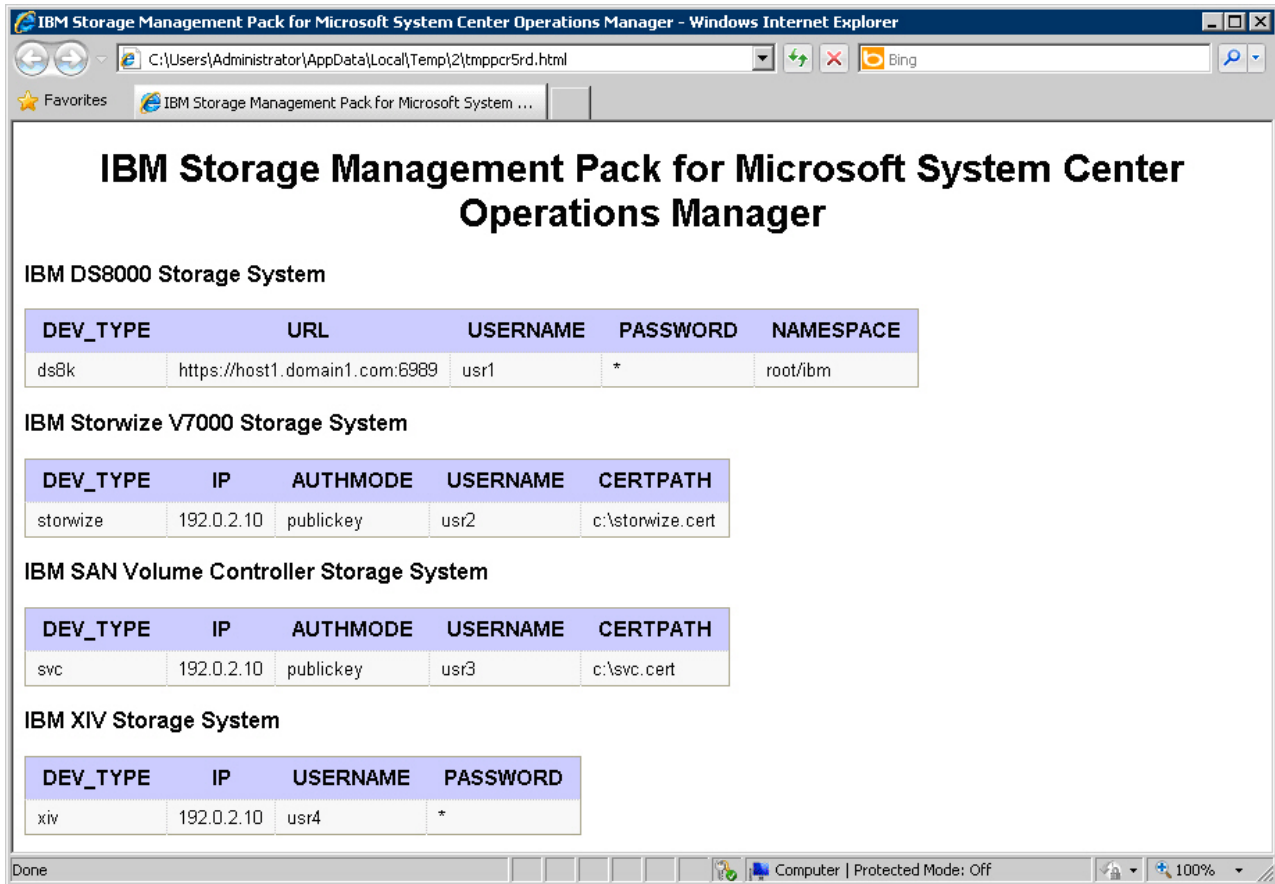 IBM Storage Management Pack for Microsoft System Center Operations Manager - Windows Internet Explorer
C:\Users\Administrator\AppData\Local\Temp\2\tmppcr5rd.html
Bing
Favorites
IBM Storage Management Pack for Microsoft System ...
IBM Storage Management Pack for Microsoft System Center
Operations Manager
IBM DS8000 Storage System
DEV_TYPE URL USERNAME PASSWORD NAMESPACE
ds8k https://host1.domain1.com:6989 usr1 * root/ibm
IBM Storwize V7000 Storage System
DEV_TYPE IP AUTHMODE USERNAME CERTPATH
storwize 192.0.2.10 publickey usr2 c:\storwize.cert
IBM SAN Volume Controller Storage System
DEV_TYPE IP AUTHMODE USERNAME CERTPATH
svc 192.0.2.10 publickey usr3 c:\svc.cert
IBM XIV Storage System
DEV_TYPE IP USERNAME PASSWORD
xiv 192.0.2.10 usr4 *
Done Computer | Protected Mode: Off 100%